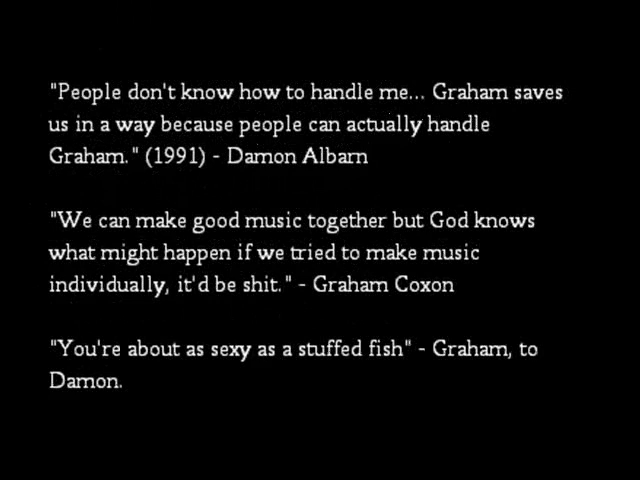 "People don't know how to handle me... Graham saves
us in a way because people can actually handle
Graham." (1991) - Damon Albarn
"We can make good music together but God knows
what might happen if we tried to make music
individually, it'd be shit." - Graham Coxon
"You're about as sexy as a stuffed fish" - Graham, to
Damon.